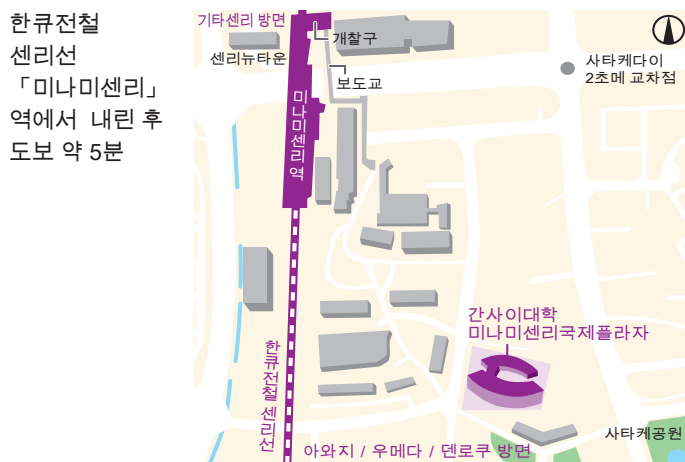 한큐전철
센리선
「미나미센리」
역에서 내린 후
도보 약 5분
기타센리 방면
개찰구
센리뉴타운
보도교
사타케다이
2초메 교차점
미나미센리 역
간사이대학
미나미센리국제플라자
한큐전철 센리선
사타케공원
아와지 / 우메다 / 덴로쿠 방면